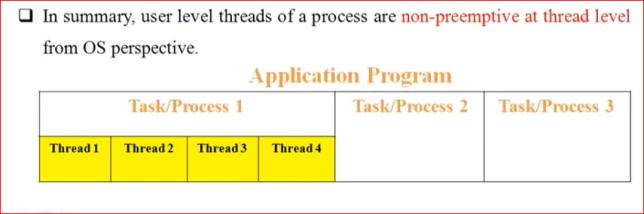 ❑ In summary, user level threads of a process are non-preemptive at thread level
from OS perspective.
Application Program
Task/Process 1 Task/Process 2 Task/Process 3
Thread 1 Thread 2 Thread 3 Thread 4